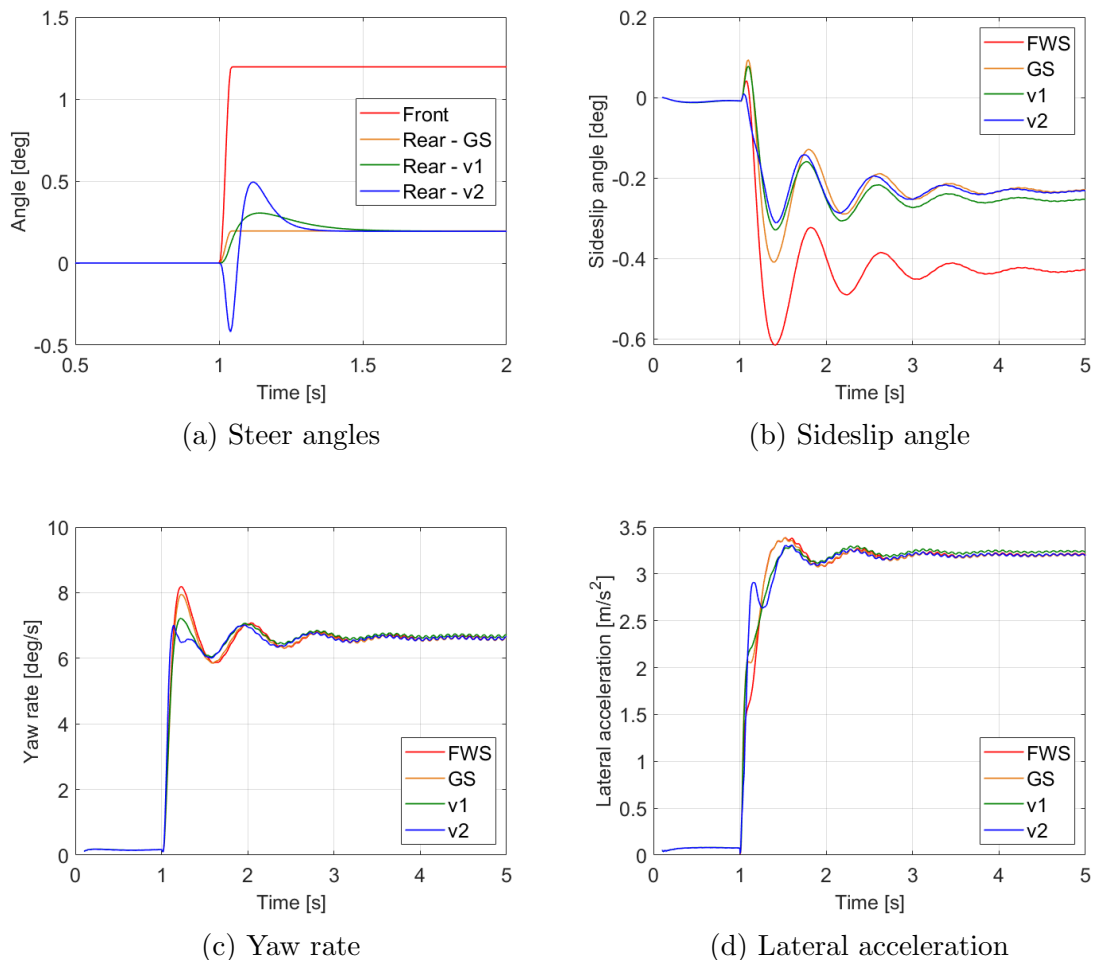 1.5
1
0.5
0
-0.5
0.5
1
1.5
2
Angle [deg]
Time [s]
Front
Rear - GS
Rear - v1
Rear - v2
(a) Steer angles
0.2
0
-0.2
-0.4
-0.6
0
1
2
3
4
5
Sideslip angle [deg]
Time [s]
FWS
GS
v1
v2
(b) Sideslip angle
10
8
6
4
2
0
0
1
2
3
4
5
Yaw rate [deg/s]
Time [s]
FWS
GS
v1
v2
(c) Yaw rate
3.5
3
2.5
2
1.5
1
0.5
0
0
1
2
3
4
5
Lateral acceleration [m/s²]
Time [s]
FWS
GS
v1
v2
(d) Lateral acceleration